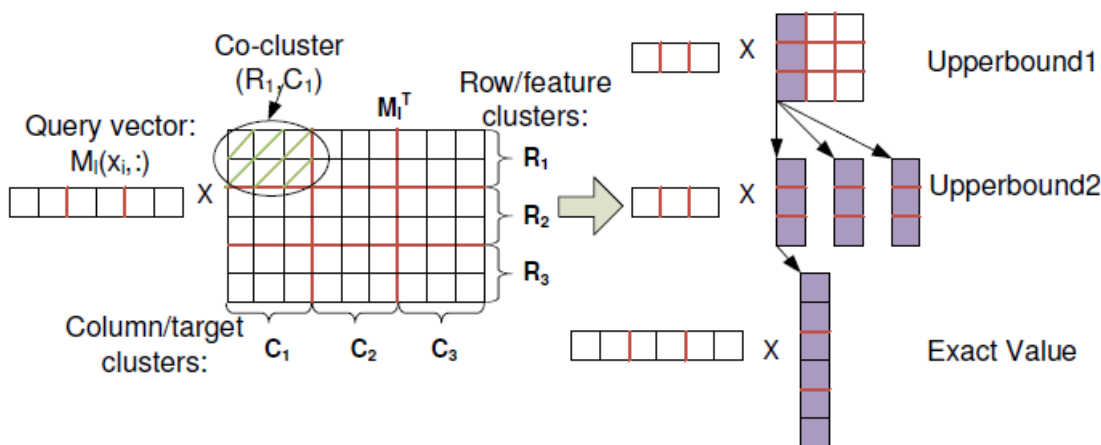 Co-cluster
(R1,C1)
Query vector:
Ml(xi,:)
X
MlT
Row/feature
clusters:
R1
R2
R3
Column/target
clusters:
C1
C2
C3
X
Upperbound1
X
Upperbound2
X
Exact Value